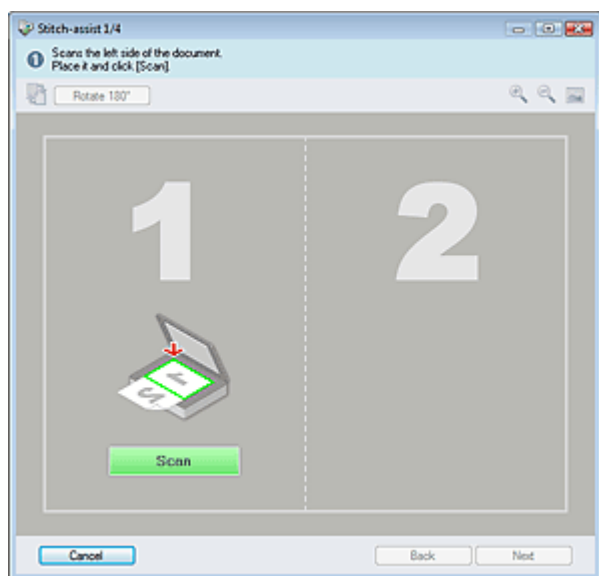 Stitch-assist 1/4
Scans the left side of the document.
Place it and click [Scan].
Rotate 180°
1 2
Scan
Cancel Back Next